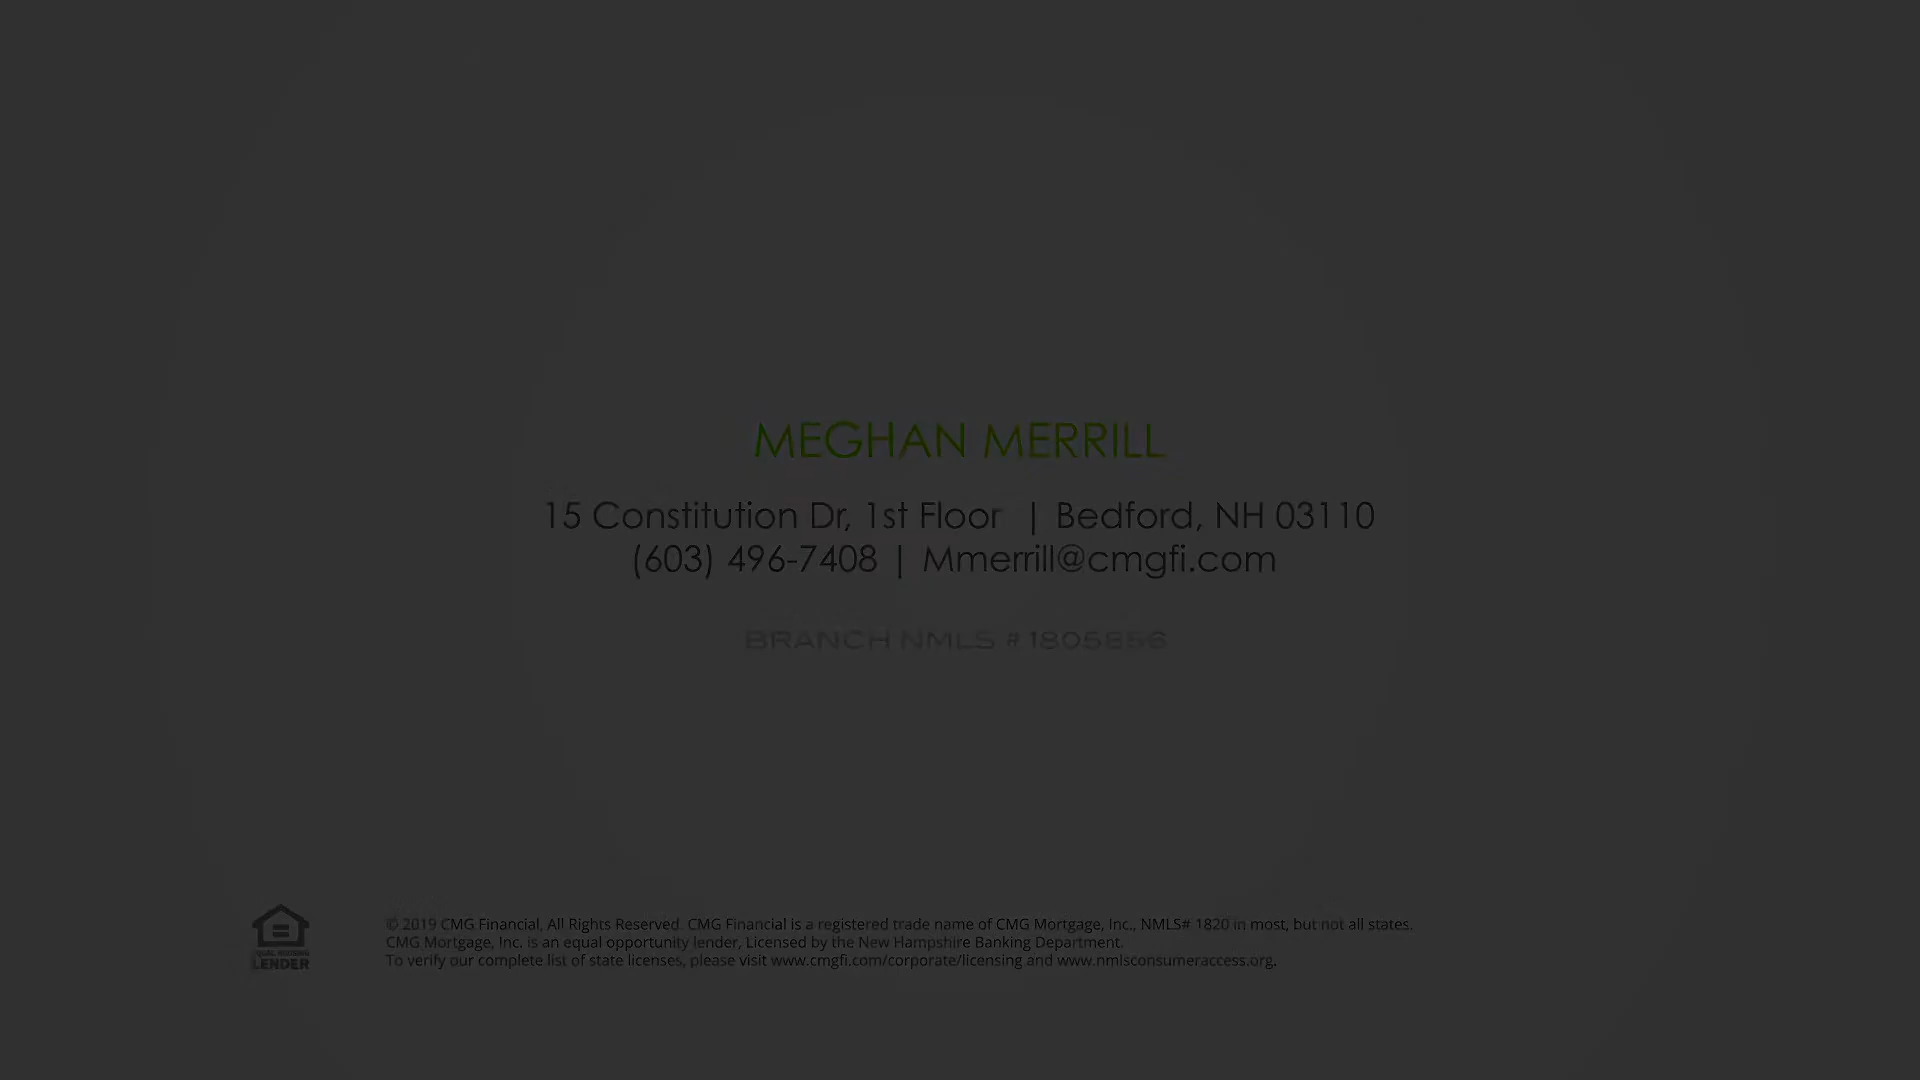 MEGHAN MERRILL
15 Constitution Dr, 1st Floor | Bedford, NH 03110
(603) 496-7408 | Mmerrill@cmgfi.com
BRANCH NMLS # 1805856
© 2019 CMG Financial, All Rights Reserved. CMG Financial is a registered trade name of CMG Mortgage, Inc., NMLS# 1820 in most, but not all states.
CMG Mortgage, Inc. is an equal opportunity lender, Licensed by the New Hampshire Banking Department.
To verify our complete list of state licenses, please visit www.cmgfi.com/corporate/licensing and www.nmlsconsumeraccess.org.
EQUAL HOUSING
LENDER